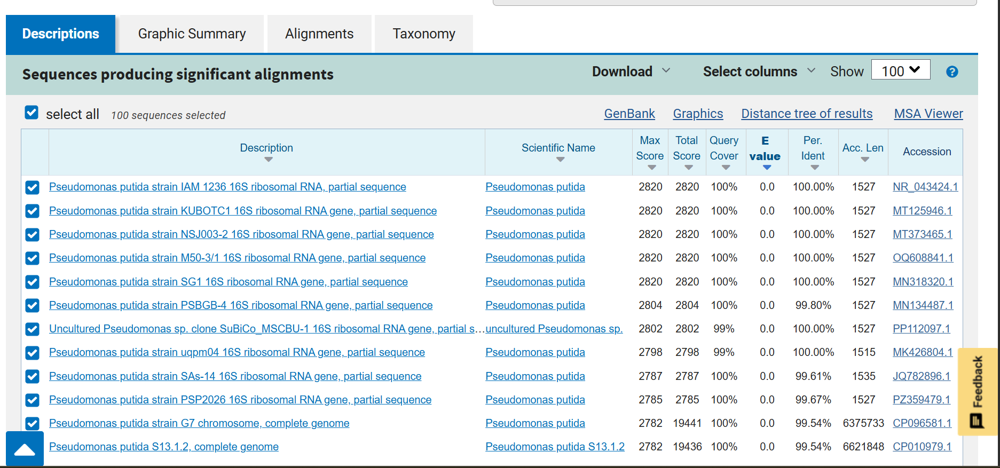 Descriptions Graphic Summary Alignments Taxonomy
Sequences producing significant alignments Download Select columns Show 100 ?
select all 100 sequences selected GenBank Graphics Distance tree of results MSA Viewer
Description Scientific Name Max Score Total Score Query Cover E value Per. Ident Acc. Len Accession
Pseudomonas putida strain IAM 1236 16S ribosomal RNA, partial sequence Pseudomonas putida 2820 2820 100% 0.0 100.00% 1527 NR_043424.1
Pseudomonas putida strain KUBOTC1 16S ribosomal RNA gene, partial sequence Pseudomonas putida 2820 2820 100% 0.0 100.00% 1527 MT125946.1
Pseudomonas putida strain NSJ003-2 16S ribosomal RNA gene, partial sequence Pseudomonas putida 2820 2820 100% 0.0 100.00% 1527 MT373465.1
Pseudomonas putida strain M50-3/1 16S ribosomal RNA gene, partial sequence Pseudomonas putida 2820 2820 100% 0.0 100.00% 1527 OQ608841.1
Pseudomonas putida strain SG1 16S ribosomal RNA gene, partial sequence Pseudomonas putida 2820 2820 100% 0.0 100.00% 1527 MN318320.1
Pseudomonas putida strain PSBGB-4 16S ribosomal RNA gene, partial sequence Pseudomonas putida 2804 2804 100% 0.0 99.80% 1527 MN134487.1
Uncultured Pseudomonas sp. clone SuBiCo_MSCBU-1 16S ribosomal RNA gene, partial s... uncultured Pseudomonas sp. 2802 2802 99% 0.0 100.00% 1527 PP112097.1
Pseudomonas putida strain uqpm04 16S ribosomal RNA gene, partial sequence Pseudomonas putida 2798 2798 99% 0.0 100.00% 1515 MK426804.1
Pseudomonas putida strain SAs-14 16S ribosomal RNA gene, partial sequence Pseudomonas putida 2787 2787 100% 0.0 99.61% 1535 JQ782896.1
Pseudomonas putida strain PSP2026 16S ribosomal RNA gene, partial sequence Pseudomonas putida 2785 2785 100% 0.0 99.67% 1527 PZ359479.1
Pseudomonas putida strain G7 chromosome, complete genome Pseudomonas putida 2782 19441 100% 0.0 99.54% 6375733 CP096581.1
Pseudomonas putida S13.1.2, complete genome Pseudomonas putida S13.1.2 2782 19436 100% 0.0 99.54% 6621848 CP010979.1
Feedback